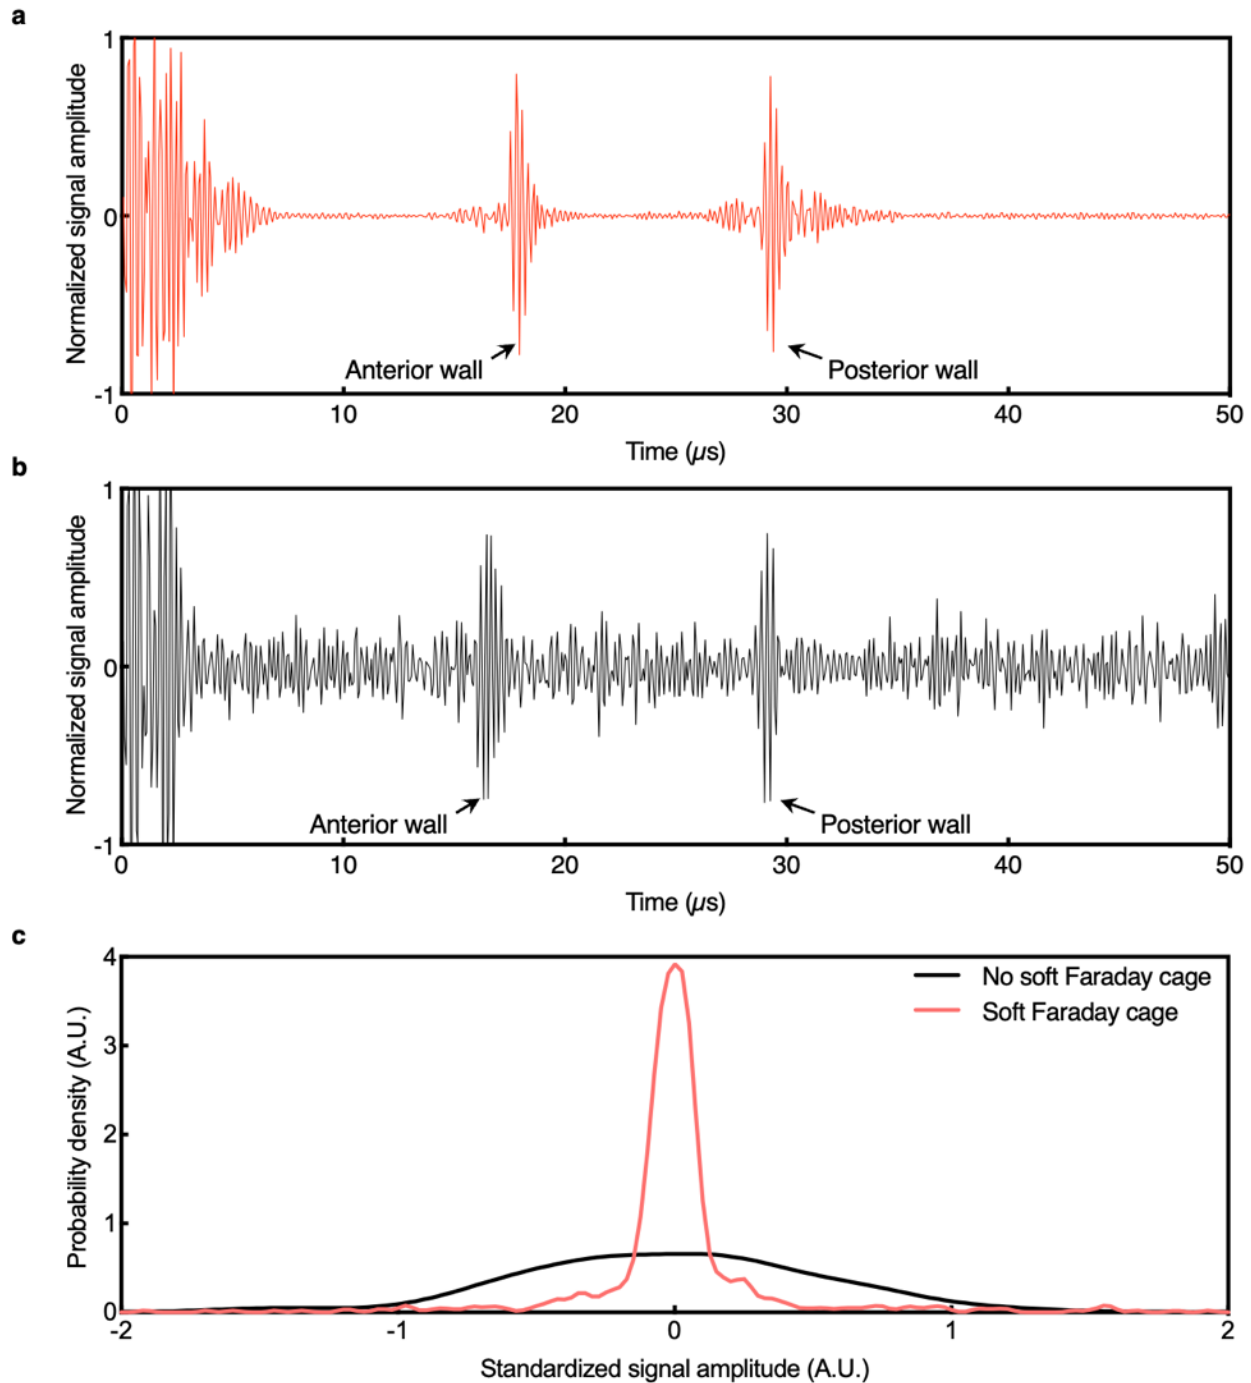 a
Normalized signal amplitude
1
0
-1
Anterior wall
Posterior wall
0 10 20 30 40 50
Time (µs)
b
Normalized signal amplitude
1
0
-1
Anterior wall
Posterior wall
0 10 20 30 40 50
Time (µs)
c
Probability density (A.U.)
4
3
2
1
0
No soft Faraday cage
Soft Faraday cage
-2 -1 0 1 2
Standardized signal amplitude (A.U.)